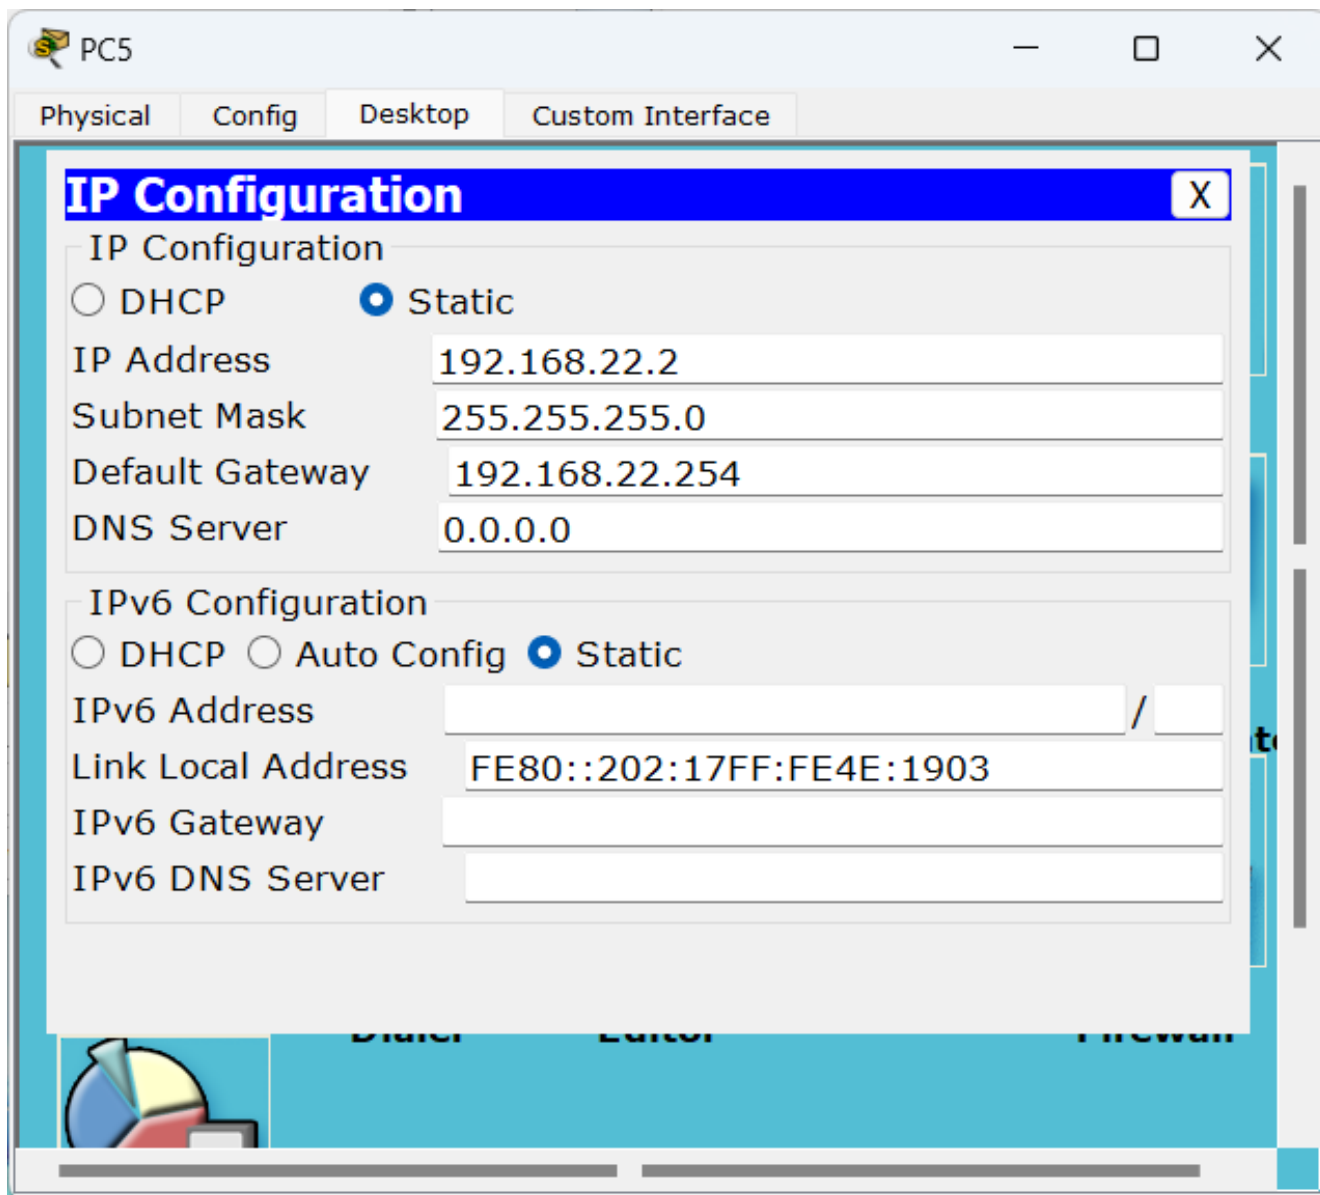 PC5
Physical Config Desktop Custom Interface
IP Configuration X
IP Configuration
DHCP Static
IP Address 192.168.22.2
Subnet Mask 255.255.255.0
Default Gateway 192.168.22.254
DNS Server 0.0.0.0
IPv6 Configuration
DHCP Auto Config Static
IPv6 Address /
Link Local Address FE80::202:17FF:FE4E:1903
IPv6 Gateway
IPv6 DNS Server
Dialer Editor Firewall